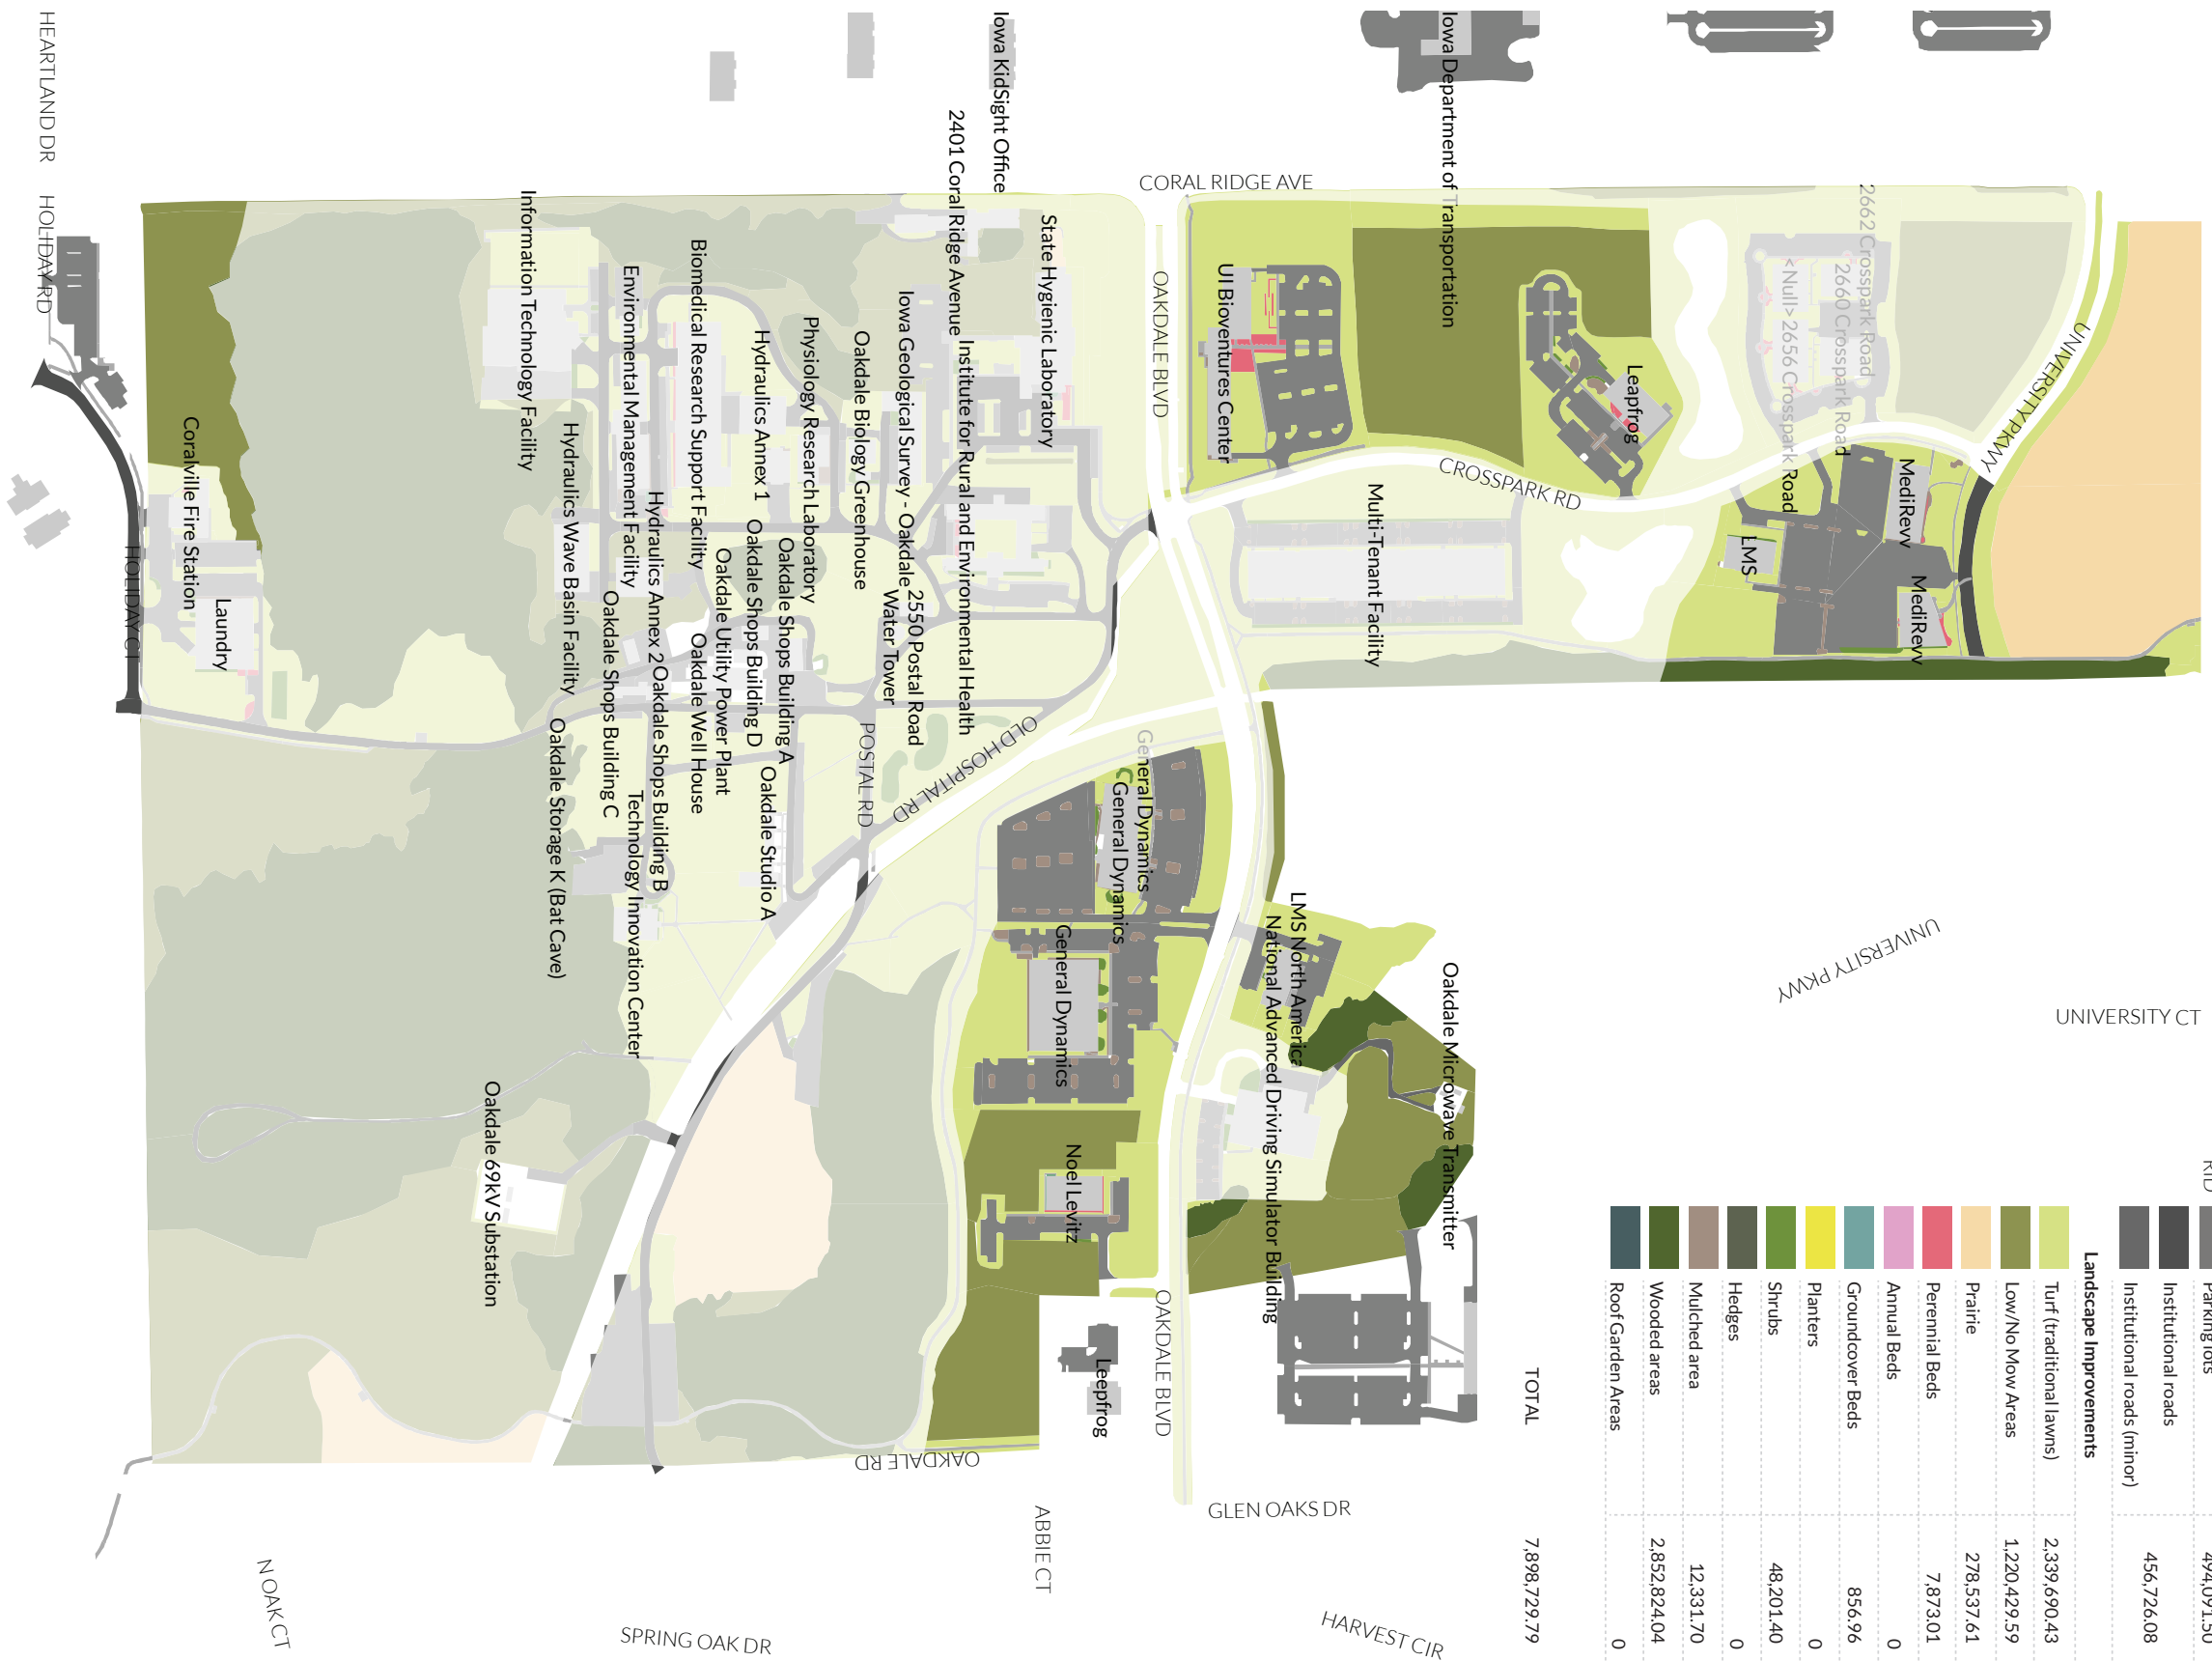 HEARTLAND DR
HOLIDAY RD
Iowa KidSight Office
Iowa Department of Transportation
2401 Coral Ridge Avenue
CORAL RIDGE AVE
Information Technology Facility
State Hygienic Laboratory
Institute for Rural and Environmental Health
Biomedical Research Support Facility
Environmental Management Facility
Hydraulics Annex 1
Physiology Research Laboratory
Oakdale Biology Greenhouse
Iowa Geological Survey - Oakdale
OAKDALE BLVD
UI Bioventures Center
Leapfrog
2662 Crosspark Road
2660 Crosspark Road
<Null> 2656 Crosspark Road
UNIVERSITY PKWY
CROSSPARK RD
MediRevv
LMS
MediRevv
Multi-Tenant Facility
Coralville Fire Station
Laundry
HOLIDAY CT
Hydraulics Wave Basin Facility
Hydraulics Annex 2
Oakdale Shops Building C
Oakdale Shops Building B
Oakdale Well House
Oakdale Utility Power Plant
Oakdale Shops Building D
Oakdale Shops Building A
2550 Postal Road
Water Tower
POSTAL RD
OLD HOSPITAL RD
Oakdale Storage K (Bat Cave)
Technology Innovation Center
Oakdale Studio A
General Dynamics
General Dynamics
General Dynamics
LMS North America
National Advanced Driving Simulator Building
Oakdale Microwave Transmitter
UNIVERSITY PKWY
UNIVERSITY CT
Oakdale 69kV Substation
Noel Levitz
Leepfrog
OAKDALE BLVD
OAKDALE RD
GLEN OAKS DR
ABBIE CT
N OAK CT
SPRING OAK DR
HARVEST CIR
Parking lots 494,091.50
Institutional roads
Institutional roads (minor) 456,726.08
Landscape Improvements
Turf (traditional lawns) 2,339,690.43
Low/No Mow Areas 1,220,429.59
Prairie 278,537.61
Perennial Beds 7,873.01
Annual Beds 0
Groundcover Beds 856.96
Planters 0
Shrubs 48,201.40
Hedges 0
Mulched area 12,331.70
Wooded areas 2,852,824.04
Roof Garden Areas 0
TOTAL 7,898,729.79